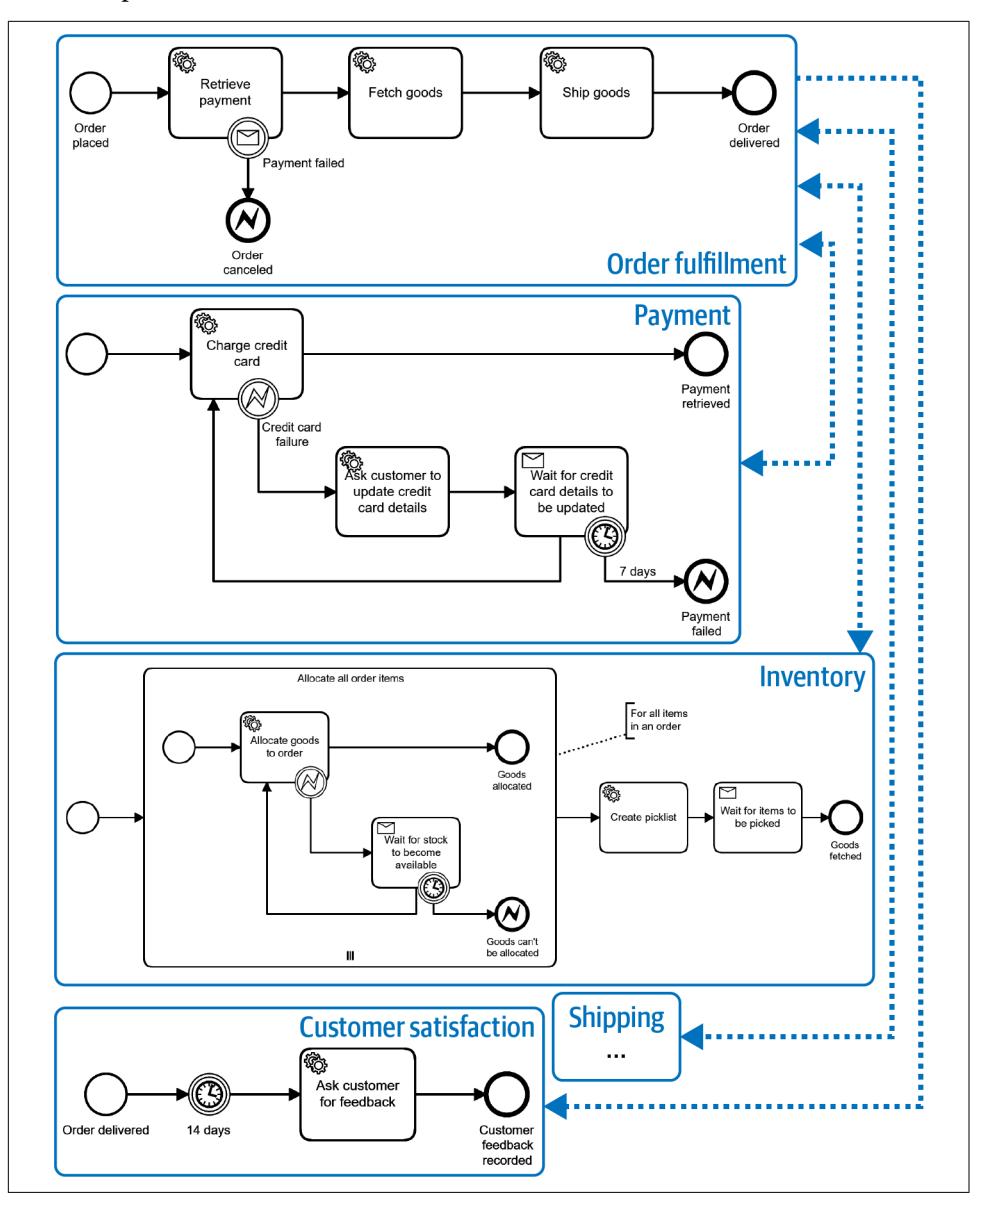 Retrieve
payment
Fetch goods
Ship goods
Order
placed
Order
delivered
Payment failed
Order
canceled
Order fulfillment
Payment
Charge credit
card
Payment
retrieved
Credit card
failure
Ask customer to
update credit
card details
Wait for credit
card details to
be updated
7 days
Payment
failed
Inventory
Allocate all order items
For all items
in an order
Allocate goods
to order
Goods
allocated
Create picklist
Wait for items to
be picked
Goods
fetched
Wait for stock
to become
available
Goods can't
be allocated
Customer satisfaction
Shipping
...
Ask customer
for feedback
Order delivered
14 days
Customer
feedback
recorded